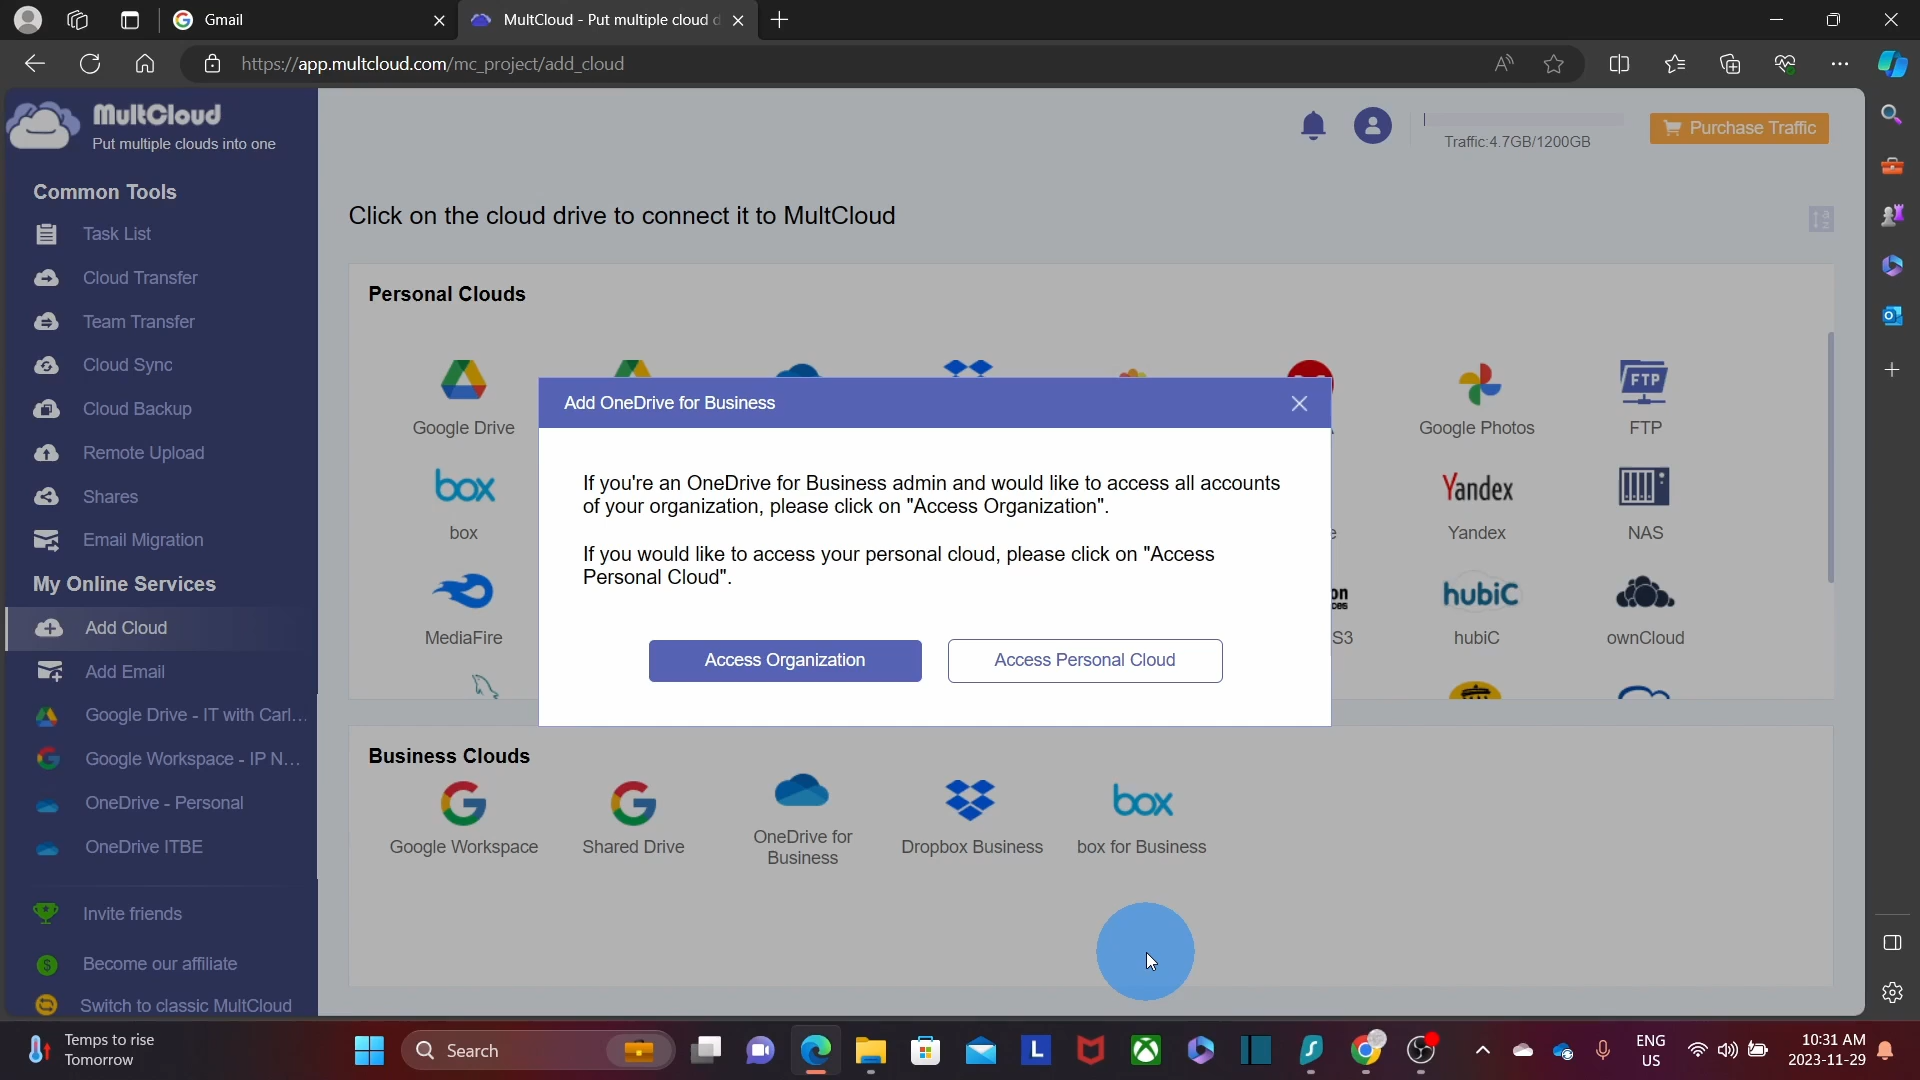 Gmail
MultCloud - Put multiple cloud d
https://app.multcloud.com/mc_project/add_cloud
MultCloud
Put multiple clouds into one
Traffic:4.7GB/1200GB
Purchase Traffic
Common Tools
Task List
Cloud Transfer
Team Transfer
Cloud Sync
Cloud Backup
Remote Upload
Shares
Email Migration
My Online Services
Add Cloud
Add Email
Google Drive - IT with Carl...
Google Workspace - IP N...
OneDrive - Personal
OneDrive ITBE
Invite friends
Become our affiliate
Switch to classic MultCloud
Click on the cloud drive to connect it to MultCloud
Personal Clouds
Google Drive
Google Photos
FTP
FTP
box
box
Yandex
Yandex
NAS
MediaFire
S3
hubiC
hubiC
ownCloud
Add OneDrive for Business
If you're an OneDrive for Business admin and would like to access all accounts
of your organization, please click on "Access Organization".
If you would like to access your personal cloud, please click on "Access
Personal Cloud".
Access Organization
Access Personal Cloud
Business Clouds
Google Workspace
Shared Drive
OneDrive for
Business
Dropbox Business
box
box for Business
Temps to rise
Tomorrow
Search
ENG
US
10:31 AM
2023-11-29